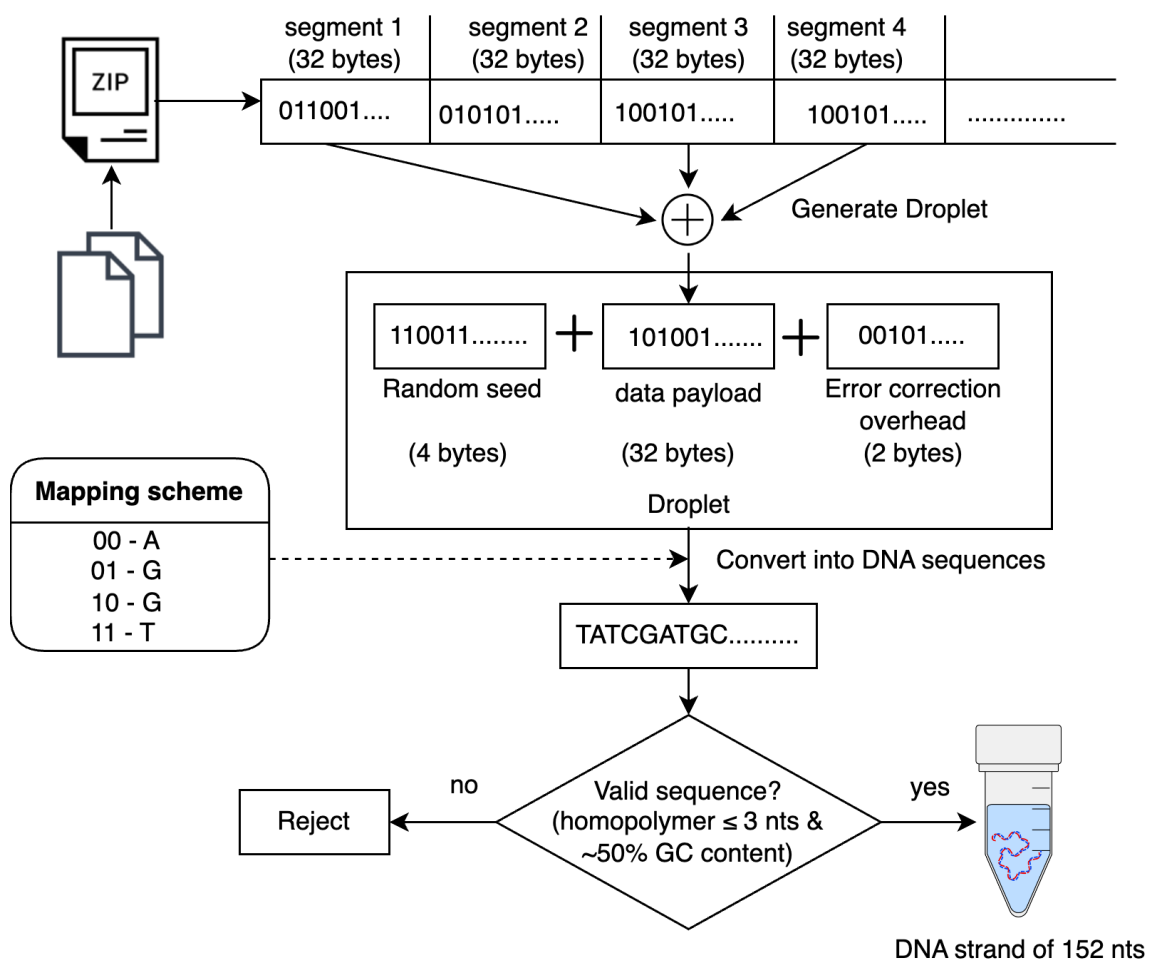 segment 1
(32 bytes)
segment 2
(32 bytes)
segment 3
(32 bytes)
segment 4
(32 bytes)
ZIP
011001....
010101.....
100101.....
100101.....
..............
Generate Droplet
110011........
101001.......
00101.....
Random seed
(4 bytes)
data payload
(32 bytes)
Error correction
overhead
(2 bytes)
Droplet
Mapping scheme
00 - A
01 - G
10 - G
11 - T
Convert into DNA sequences
TATCGATGC..........
Valid sequence?
(homopolymer ≤ 3 nts &
~50% GC content)
no
Reject
yes
DNA strand of 152 nts